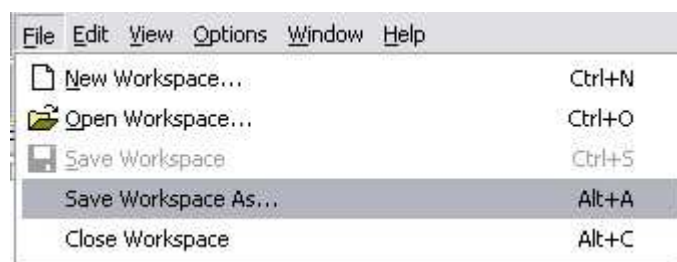 File Edit View Options Window Help
New Workspace... Ctrl+N
Open Workspace... Ctrl+O
Save Workspace Ctrl+S
Save Workspace As... Alt+A
Close Workspace Alt+C